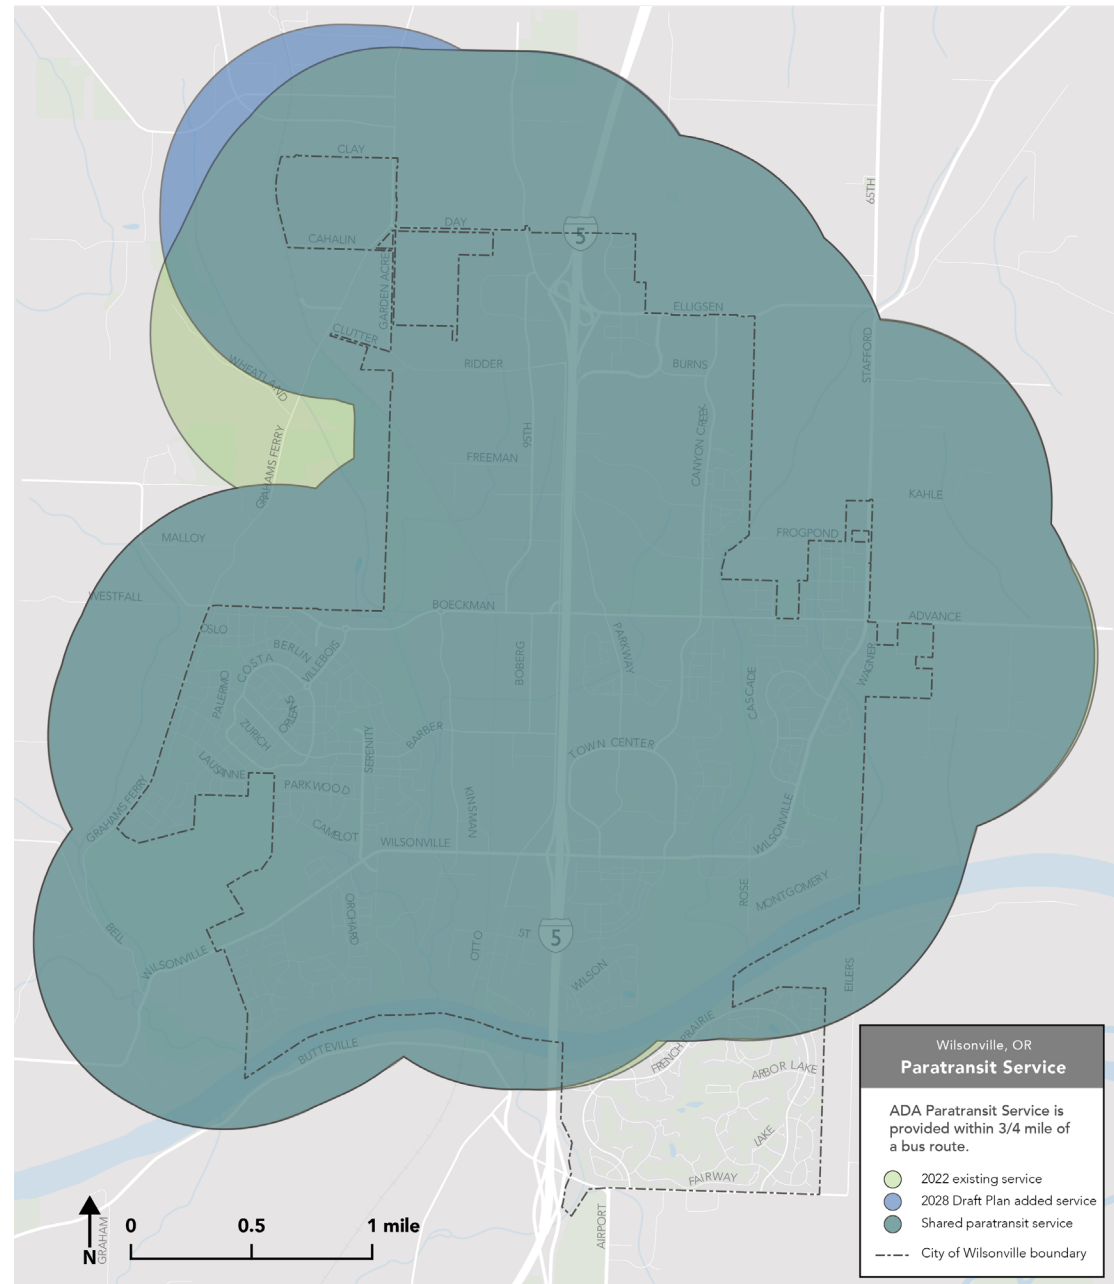 CLAY
65TH
DAY
5
CAHALIN
GARDEN ACRE
ELLIGSEN
CLUTTER
STAFFORD
WHEATLAND
RIDDER
BURNS
95TH
CANYON CREEK
GRAHAMS FERRY
FREEMAN
KAHLE
MALLOY
FROGPOND
WESTFALL
BOECKMAN
ADVANCE
OSLO
BERLIN
VILLEBOIS
COSTA
PARKWAY
BOBERG
WAGNER
PALERMO
CASCADE
ORLEANS
ZURICH
BARBER
SERENITY
TOWN CENTER
LAUSANNE
PARKWOOD
GRAHAMS FERRY
KINSMAN
CAMELOT
WILSONVILLE
WILSONVILLE
ROSE
MONTGOMERY
ORCHARD
BELL
OTTO
5T
5
WILSONVILLE
WILSON
EILERS
BUTTEVILLE
FRENCH PRAIRIE
ARBOR LAKE
LAKE
FAIRWAY
AIRPORT
GRAHAM
N
0 0.5 1 mile
Wilsonville, OR
Paratransit Service
ADA Paratransit Service is
provided within 3/4 mile of
a bus route.
2022 existing service
2028 Draft Plan added service
Shared paratransit service
City of Wilsonville boundary